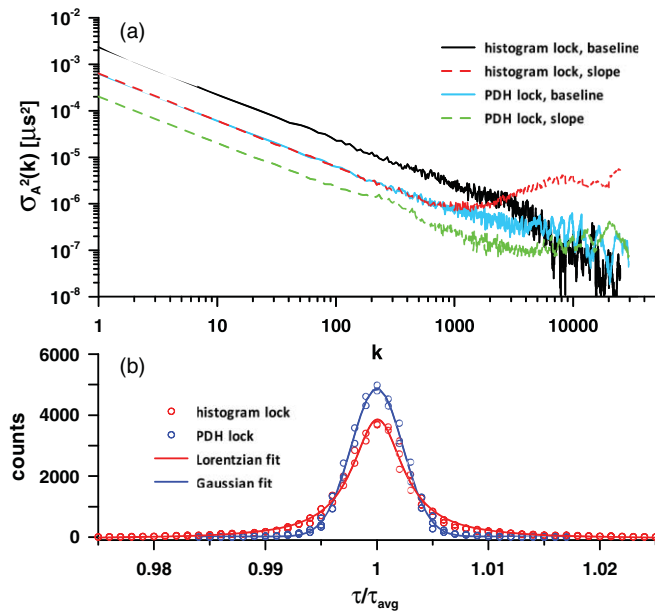 (a)
histogram lock, baseline
histogram lock, slope
PDH lock, baseline
PDH lock, slope
σ_A²(k) [μs²]
10⁻²
10⁻³
10⁻⁴
10⁻⁵
10⁻⁶
10⁻⁷
10⁻⁸
1 10 100 1000 10000
k
(b)
histogram lock
PDH lock
Lorentzian fit
Gaussian fit
counts
6000
4000
2000
0
0.98 0.99 1 1.01 1.02
τ/τ_avg